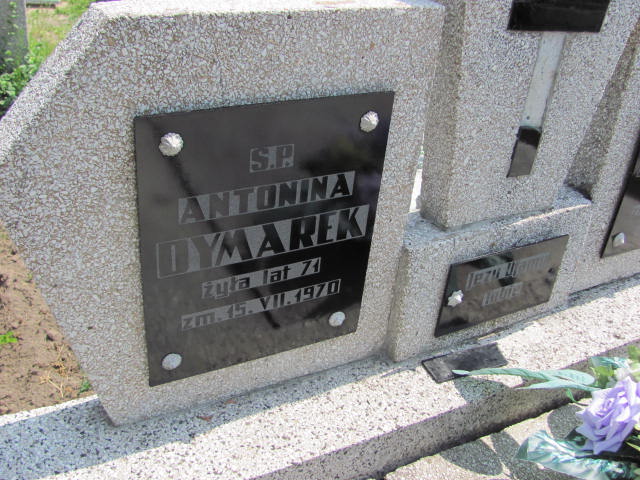 Ś.P.
ANTONINA
DYMAREK
żyła lat 71
zm. 15. VII. 1970